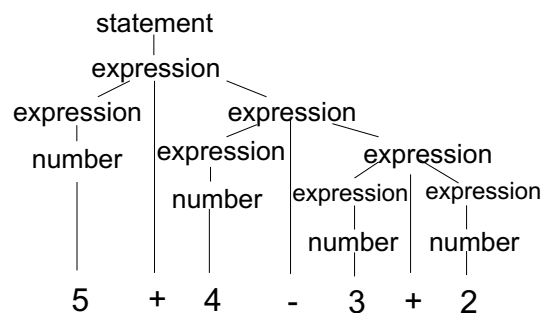 statement
expression
expression expression
number expression expression
number expression expression
number number
5 + 4 - 3 + 2